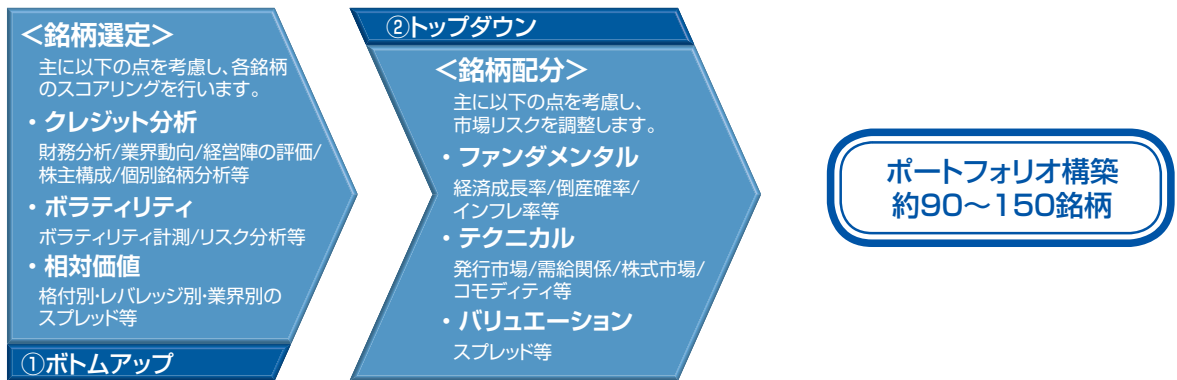 <銘柄選定>
主に以下の点を考慮し、各銘柄
のスコアリングを行います。
・クレジット分析
財務分析/業界動向/経営陣の評価/
株主構成/個別銘柄分析等
・ボラティリティ
ボラティリティ計測/リスク分析等
・相対価値
格付別・レバレッジ別・業界別の
スプレッド等
①ボトムアップ
②トップダウン
<銘柄配分>
主に以下の点を考慮し、
市場リスクを調整します。
・ファンダメンタル
経済成長率/倒産確率/
インフレ率等
・テクニカル
発行市場/需給関係/株式市場/
コモディティ等
・バリュエーション
スプレッド等
ポートフォリオ構築
約90～150銘柄